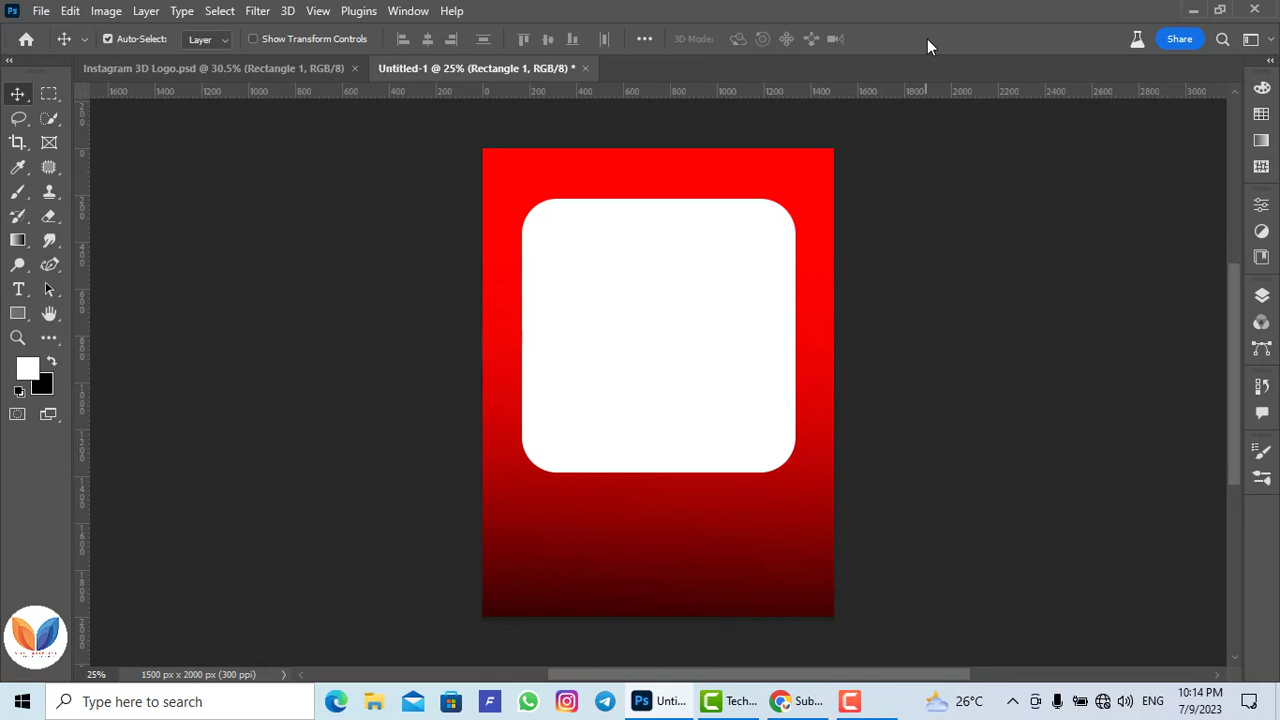 Ps File Edit Image Layer Type Select Filter 3D View Plugins Window Help
Auto-Select: Layer Show Transform Controls ••• 3D Mode: Share
Instagram 3D Logo.psd @ 30.5% (Rectangle 1, RGB/8) × Untitled-1 @ 25% (Rectangle 1, RGB/8) * ×
1600 1400 1200 1000 800 600 400 200 0 200 400 600 800 1000 1200 1400 1600 1800 2000 2200 2400 2600 2800 3000
25% 1500 px x 2000 px (300 ppi)
Type here to search Ps Unti... Tech... Sub... 26°C ENG 10:14 PM
7/9/2023